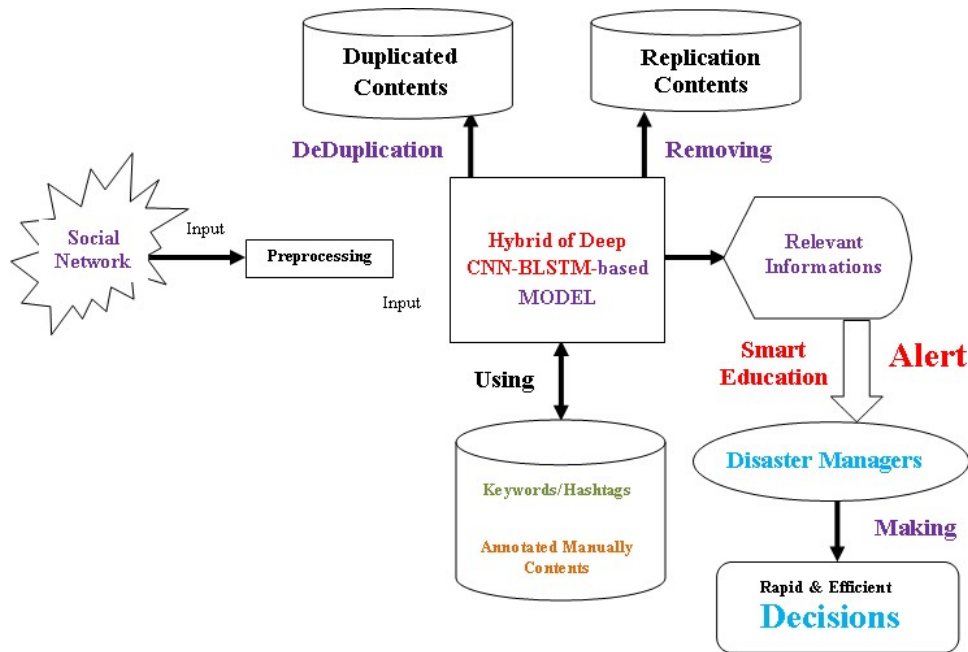 Duplicated
Contents
Replication
Contents
DeDuplication
Removing
Social
Network
Input
Preprocessing
Input
Hybrid of Deep
CNN-BLSTM-based
MODEL
Relevant
Informations
Smart
Education
Alert
Using
Keywords/Hashtags
Annotated Manually
Contents
Disaster Managers
Making
Rapid & Efficient
Decisions